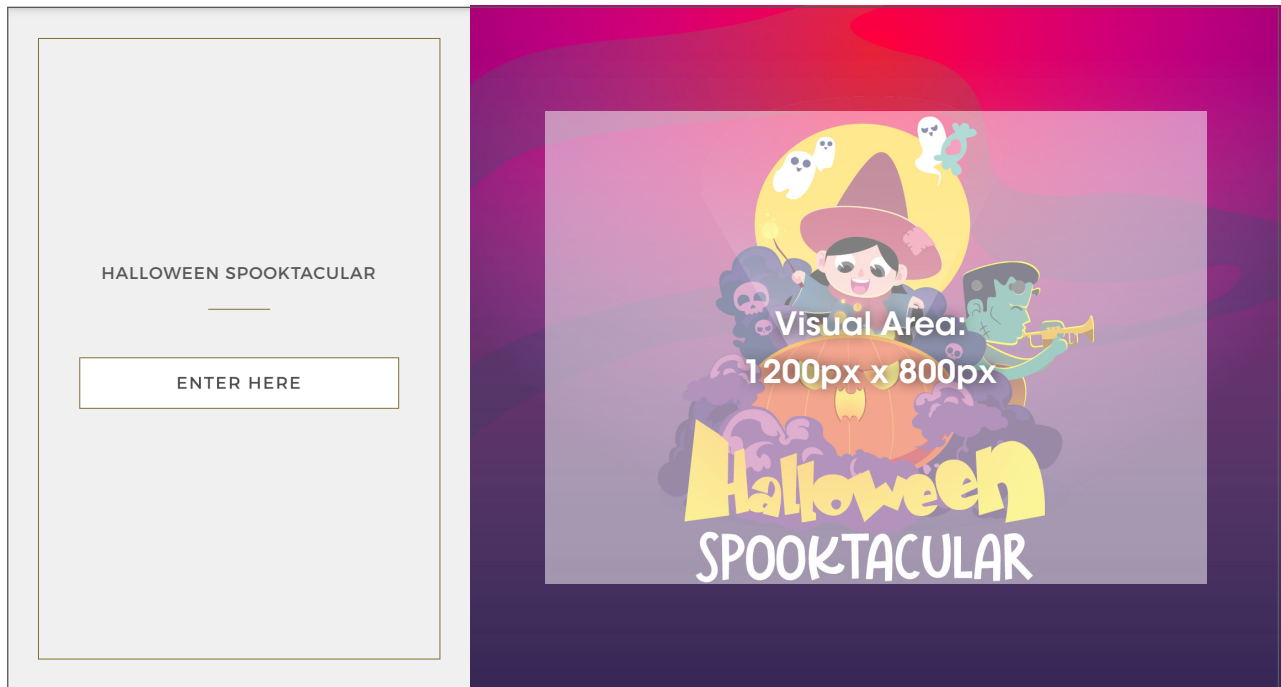 HALLOWEEN SPOOKTACULAR
ENTER HERE
Visual Area:
1200px x 800px
Halloween
SPOOKTACULAR